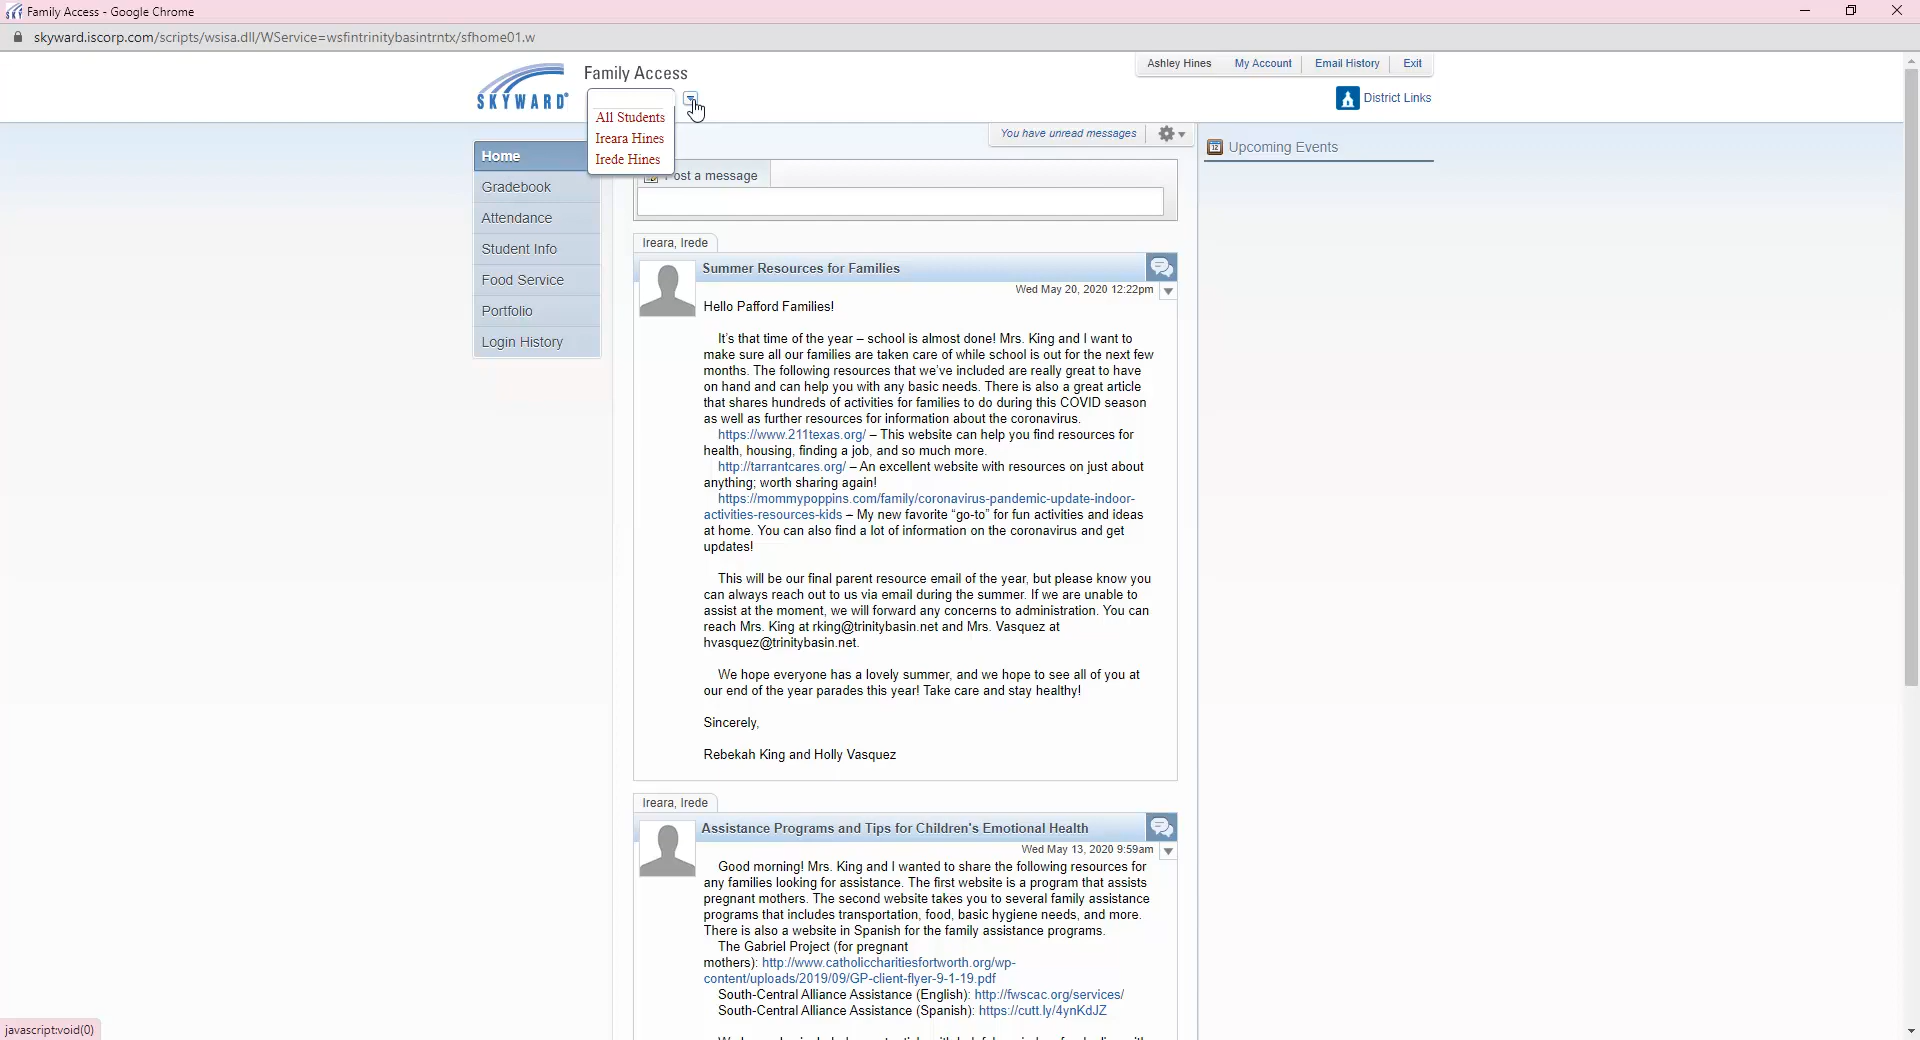 Family Access - Google Chrome
skyward.iscorp.com/scripts/wsisa.dll/WService=wsfintrinitybasintrntx/sfhome01.w
SKYWARD
Family Access
Ashley Hines
My Account
Email History
Exit
District Links
All Students
Ireara Hines
Irede Hines
You have unread messages
Upcoming Events
Home
Gradebook
Attendance
Student Info
Food Service
Portfolio
Login History
ost a message
Ireara, Irede
Summer Resources for Families
Wed May 20, 2020 12:22pm
Hello Pafford Families!
It's that time of the year – school is almost done! Mrs. King and I want to
make sure all our families are taken care of while school is out for the next few
months. The following resources that we've included are really great to have
on hand and can help you with any basic needs. There is also a great article
that shares hundreds of activities for families to do during this COVID season
as well as further resources for information about the coronavirus.
https://www.211texas.org/ – This website can help you find resources for
health, housing, finding a job, and so much more.
http://tarrantcares.org/ – An excellent website with resources on just about
anything; worth sharing again!
https://mommypoppins.com/family/coronavirus-pandemic-update-indoor-
activities-resources-kids – My new favorite “go-to” for fun activities and ideas
at home. You can also find a lot of information on the coronavirus and get
updates!
This will be our final parent resource email of the year, but please know you
can always reach out to us via email during the summer. If we are unable to
assist at the moment, we will forward any concerns to administration. You can
reach Mrs. King at rking@trinitybasin.net and Mrs. Vasquez at
hvasquez@trinitybasin.net.
We hope everyone has a lovely summer, and we hope to see all of you at
our end of the year parades this year! Take care and stay healthy!
Sincerely,
Rebekah King and Holly Vasquez
Ireara, Irede
Assistance Programs and Tips for Children's Emotional Health
Wed May 13, 2020 9:59am
Good morning! Mrs. King and I wanted to share the following resources for
any families looking for assistance. The first website is a program that assists
pregnant mothers. The second website takes you to several family assistance
programs that includes transportation, food, basic hygiene needs, and more.
There is also a website in Spanish for the family assistance programs.
The Gabriel Project (for pregnant
mothers): http://www.catholiccharitiesfortworth.org/wp-
content/uploads/2019/09/GP-client-flyer-9-1-19.pdf
South-Central Alliance Assistance (English): http://fwscac.org/services/
South-Central Alliance Assistance (Spanish): https://cutt.ly/4ynKdJZ
javascript:void(0)